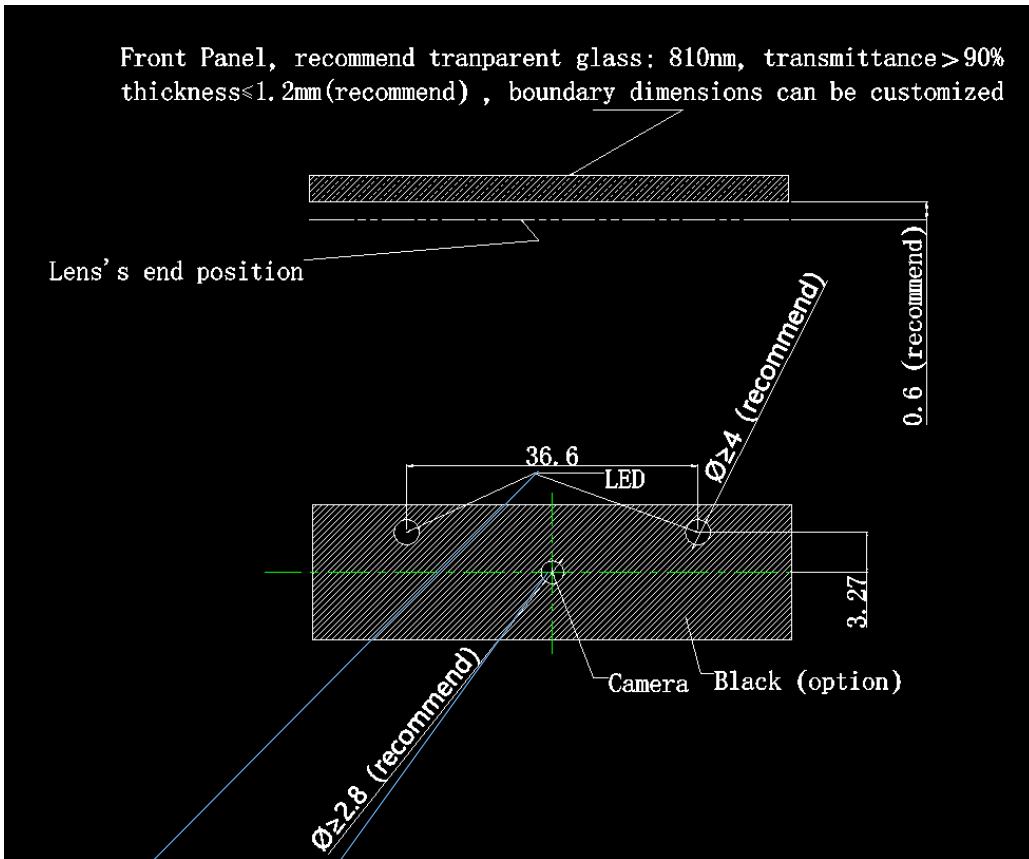 Front Panel, recommend tranparent glass: 810nm, transmittance>90%
thickness≤1.2mm(recommend) , boundary dimensions can be customized
Lens's end position
0.6 (recommend)
Ø≥4 (recommend)
36.6
LED
3.27
Camera
Black (option)
Ø≥2.8 (recommend)